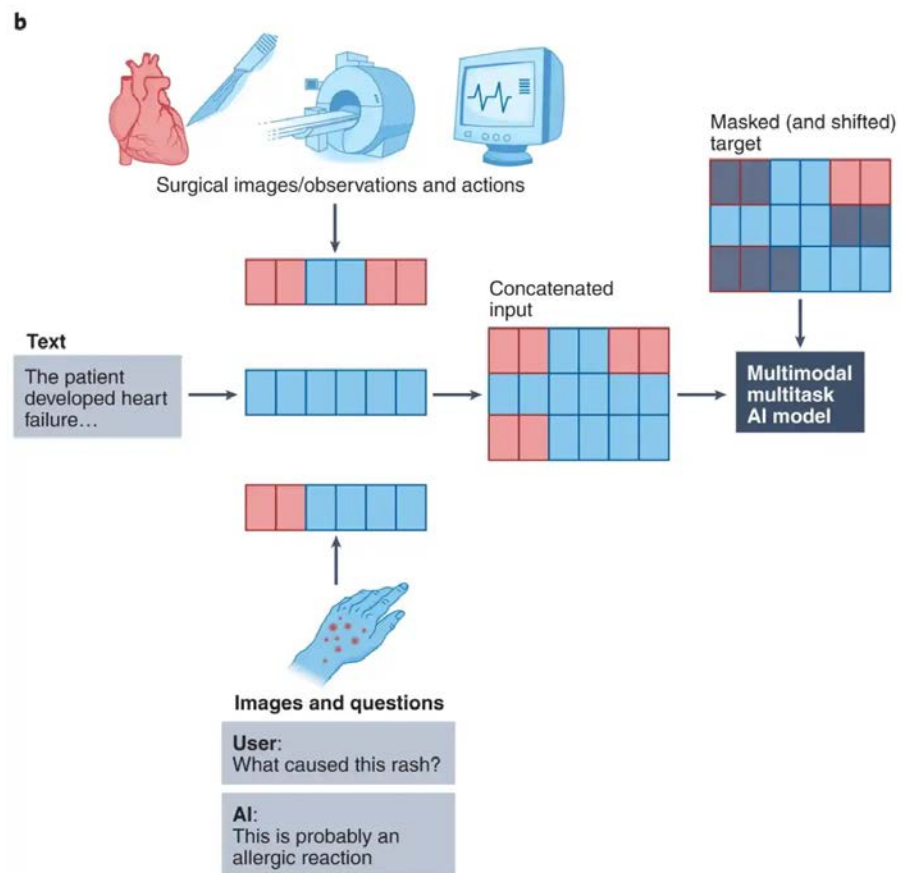 b
Surgical images/observations and actions
Masked (and shifted)
target
Concatenated
input
Text
The patient
developed heart
failure…
Multimodal
multitask
AI model
Images and questions
User:
What caused this rash?
AI:
This is probably an
allergic reaction